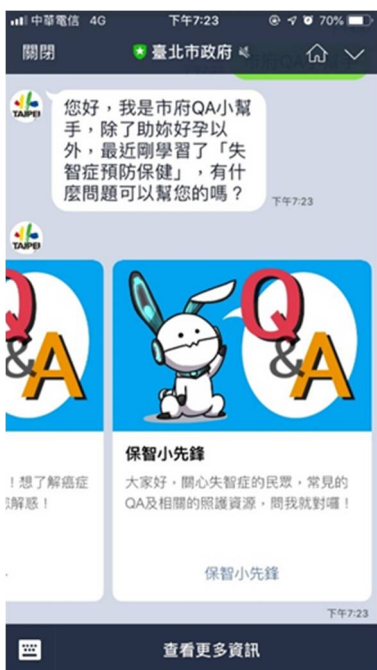 中華電信 4G 下午7:23 70%
關閉 臺北市政府
TAIPEI
您好，我是市府QA小幫
手，除了助妳好孕以
外，最近剛學習了「失
智症預防保健」，有什
麼問題可以幫您的嗎？
下午7:23
TAIPEI
Q
&A
Q
&A
保智小先鋒
！想了解癌症
解惑！
大家好，關心失智症的民眾，常見的
QA及相關的照護資源，問我就對囉！
保智小先鋒
下午7:23
查看更多資訊